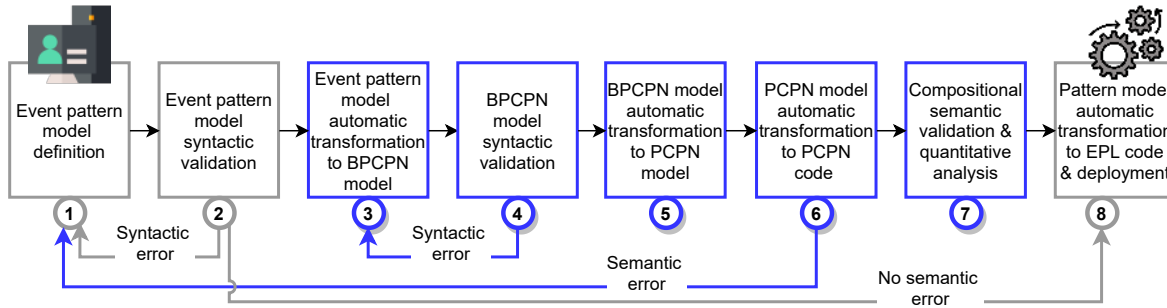 Event pattern
model
definition
1
Event pattern
model
syntactic
validation
2
Event pattern
model
automatic
transformation
to BPCPN
model
3
BPCPN
model
syntactic
validation
4
BPCPN model
automatic
transformation
to PCPN
model
5
PCPN model
automatic
transformation
to PCPN
code
6
Compositional
semantic
validation &
quantitative
analysis
7
Pattern model
automatic
transformation
to EPL code
& deployment
8
Syntactic
error
Syntactic
error
Semantic
error
No semantic
error